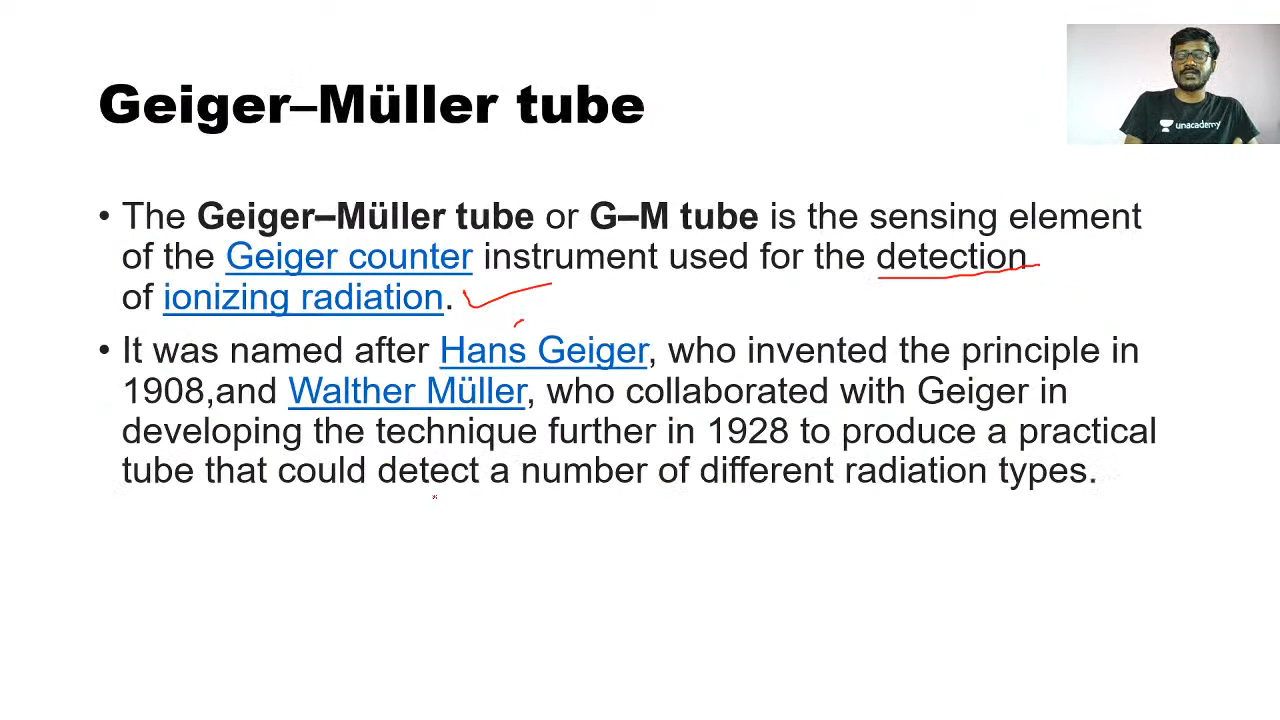 Geiger–Müller tube
unacademy
• The Geiger–Müller tube or G–M tube is the sensing element
of the Geiger counter instrument used for the detection
of ionizing radiation.
• It was named after Hans Geiger, who invented the principle in
1908,and Walther Müller, who collaborated with Geiger in
developing the technique further in 1928 to produce a practical
tube that could detect a number of different radiation types.